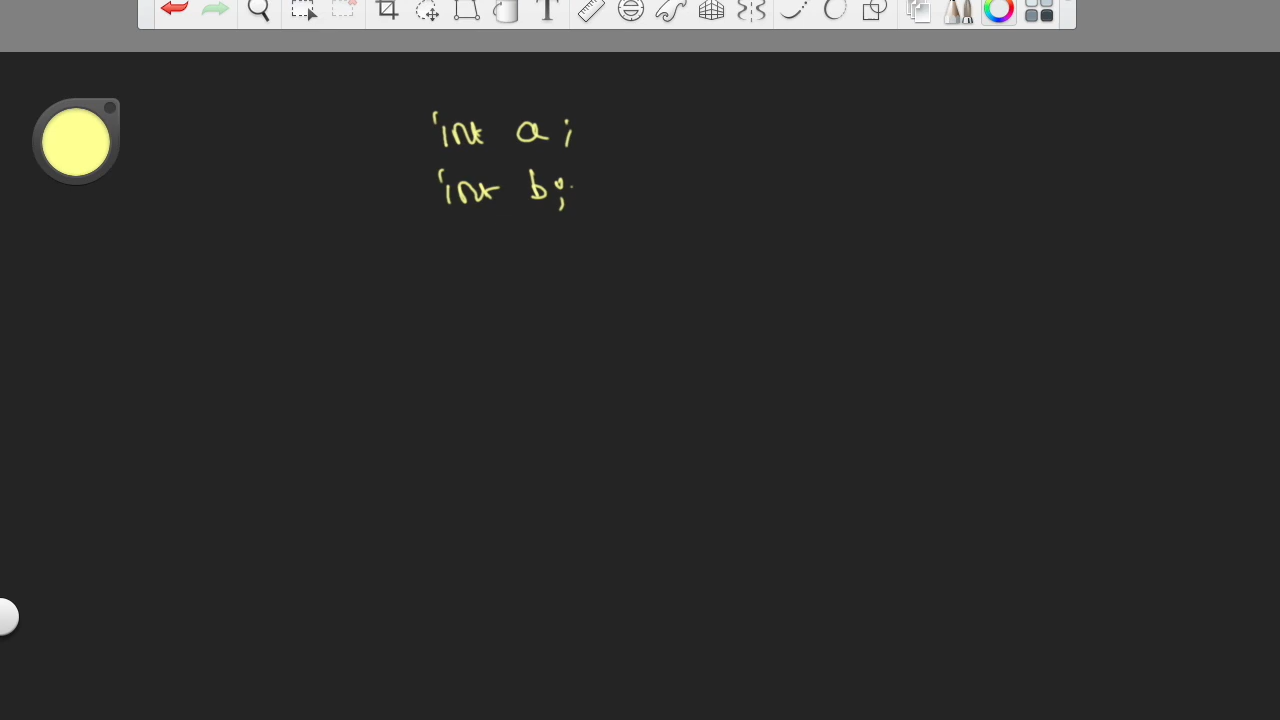 int a;
int b;